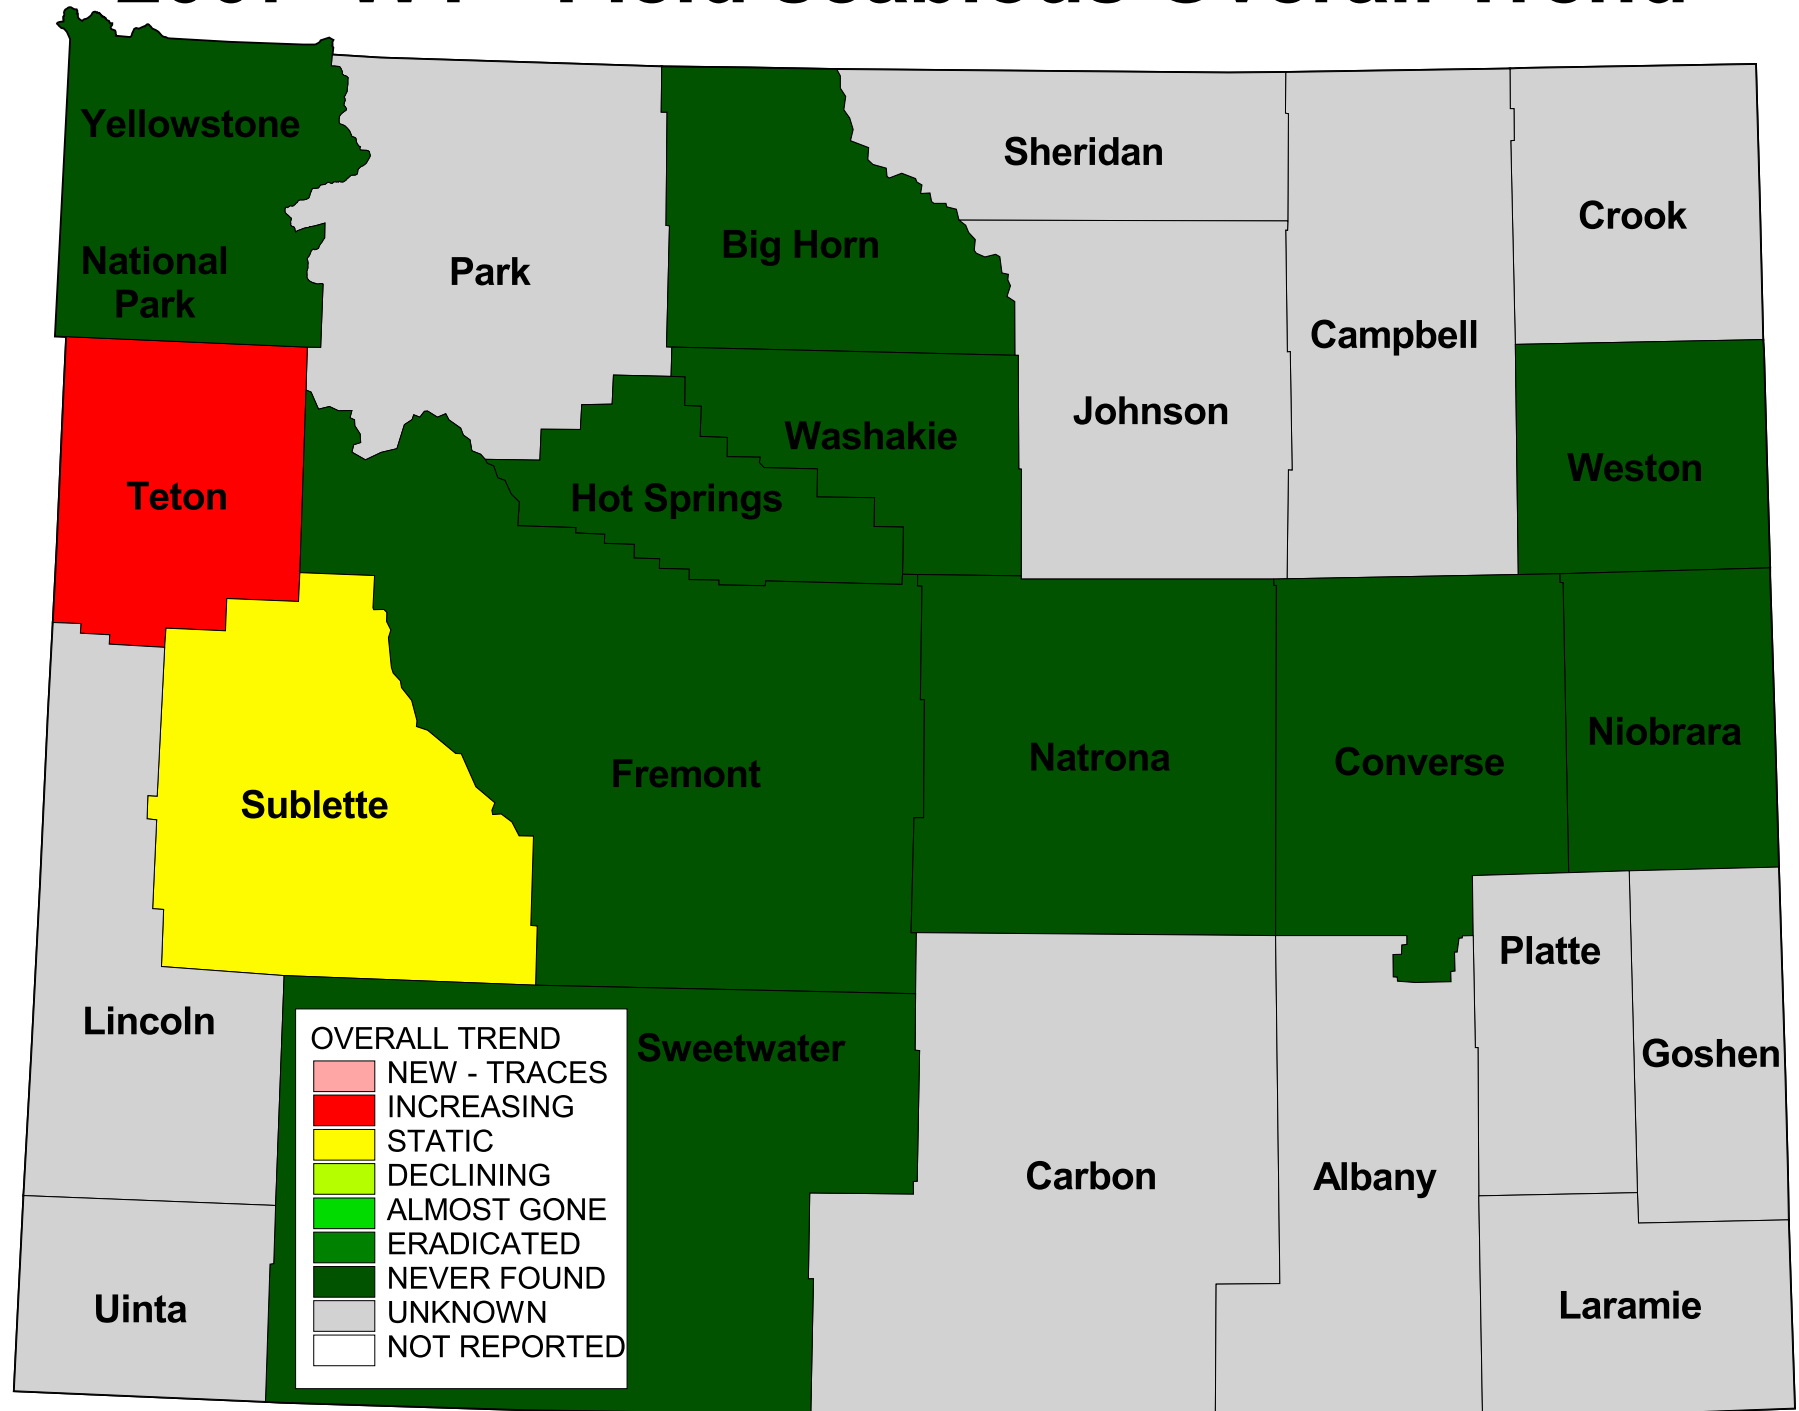 Yellowstone
National
Park
Park
Big Horn
Sheridan
Johnson
Campbell
Crook
Weston
Teton
Washakie
Hot Springs
Sublette
Fremont
Natrona
Converse
Niobrara
Platte
Goshen
Lincoln
Sweetwater
Carbon
Albany
Laramie
Uinta
OVERALL TREND
NEW - TRACES
INCREASING
STATIC
DECLINING
ALMOST GONE
ERADICATED
NEVER FOUND
UNKNOWN
NOT REPORTED